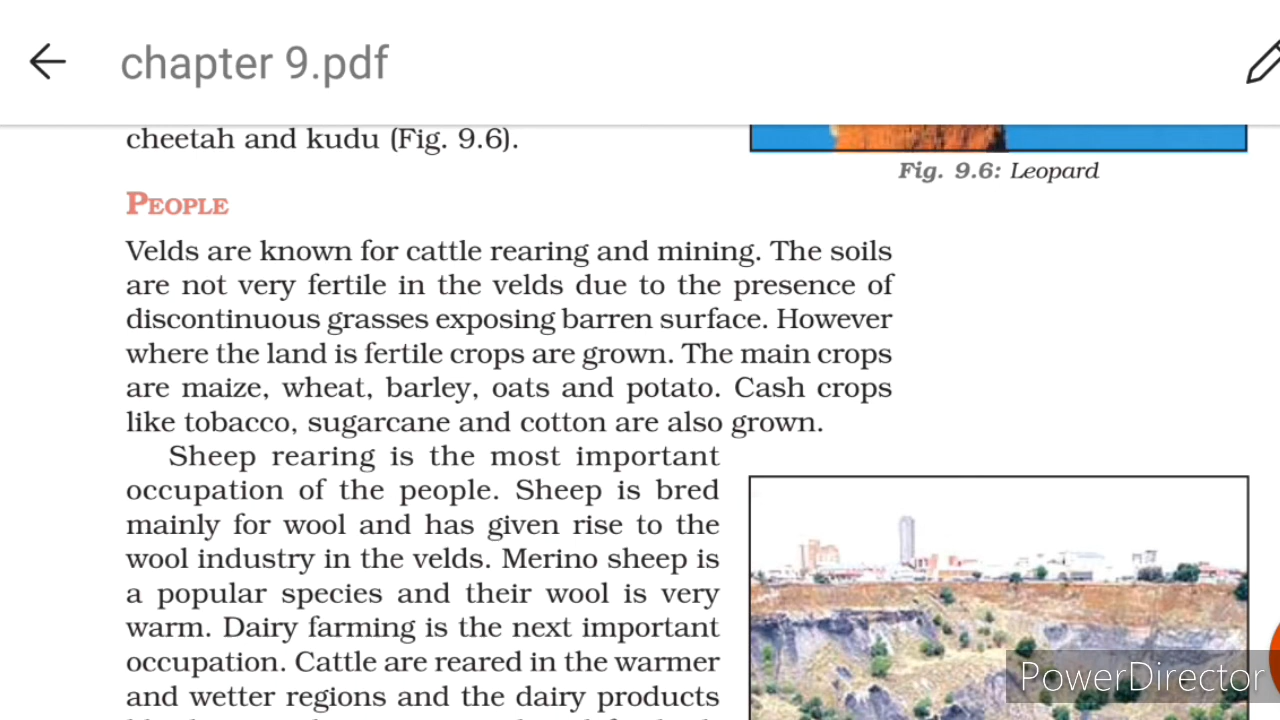 chapter 9.pdf
cheetah and kudu (Fig. 9.6).
Fig. 9.6: Leopard
PEOPLE
Velds are known for cattle rearing and mining. The soils
are not very fertile in the velds due to the presence of
discontinuous grasses exposing barren surface. However
where the land is fertile crops are grown. The main crops
are maize, wheat, barley, oats and potato. Cash crops
like tobacco, sugarcane and cotton are also grown.
Sheep rearing is the most important
occupation of the people. Sheep is bred
mainly for wool and has given rise to the
wool industry in the velds. Merino sheep is
a popular species and their wool is very
warm. Dairy farming is the next important
occupation. Cattle are reared in the warmer
and wetter regions and the dairy products
PowerDirector